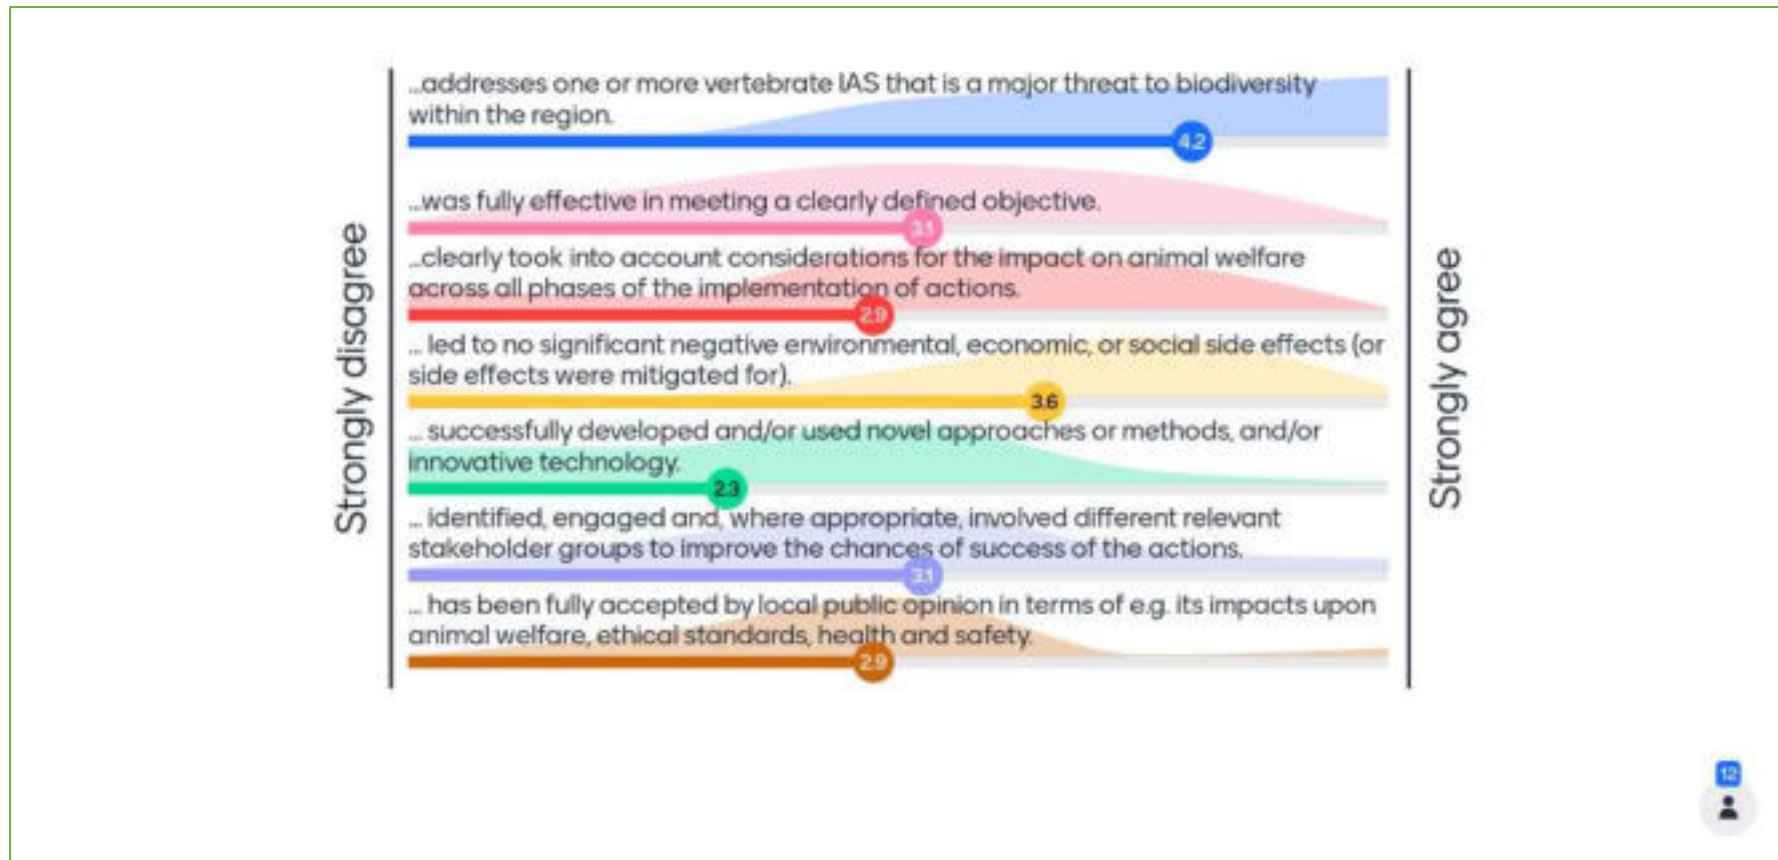 Strongly disagree
...addresses one or more vertebrate IAS that is a major threat to biodiversity
within the region.
4.2
...was fully effective in meeting a clearly defined objective.
3.1
...clearly took into account considerations for the impact on animal welfare
across all phases of the implementation of actions.
2.9
... led to no significant negative environmental, economic, or social side effects (or
side effects were mitigated for).
3.6
... successfully developed and/or used novel approaches or methods, and/or
innovative technology.
2.3
... identified, engaged and, where appropriate, involved different relevant
stakeholder groups to improve the chances of success of the actions.
3.1
... has been fully accepted by local public opinion in terms of e.g. its impacts upon
animal welfare, ethical standards, health and safety.
2.9
Strongly agree
12